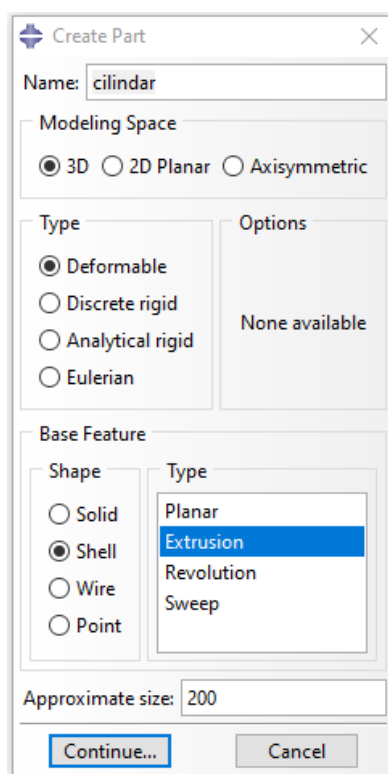 Create Part
Name: cilindar
Modeling Space
3D 2D Planar Axisymmetric
Type
Deformable
Discrete rigid
Analytical rigid
Eulerian
Options
None available
Base Feature
Shape
Solid
Shell
Wire
Point
Type
Planar
Extrusion
Revolution
Sweep
Approximate size: 200
Continue... Cancel